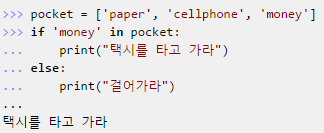 >>> pocket = ['paper', 'cellphone', 'money']
>>> if 'money' in pocket:
...     print("택시를 타고 가라")
... else:
...     print("걸어가라")
...
택시를 타고 가라